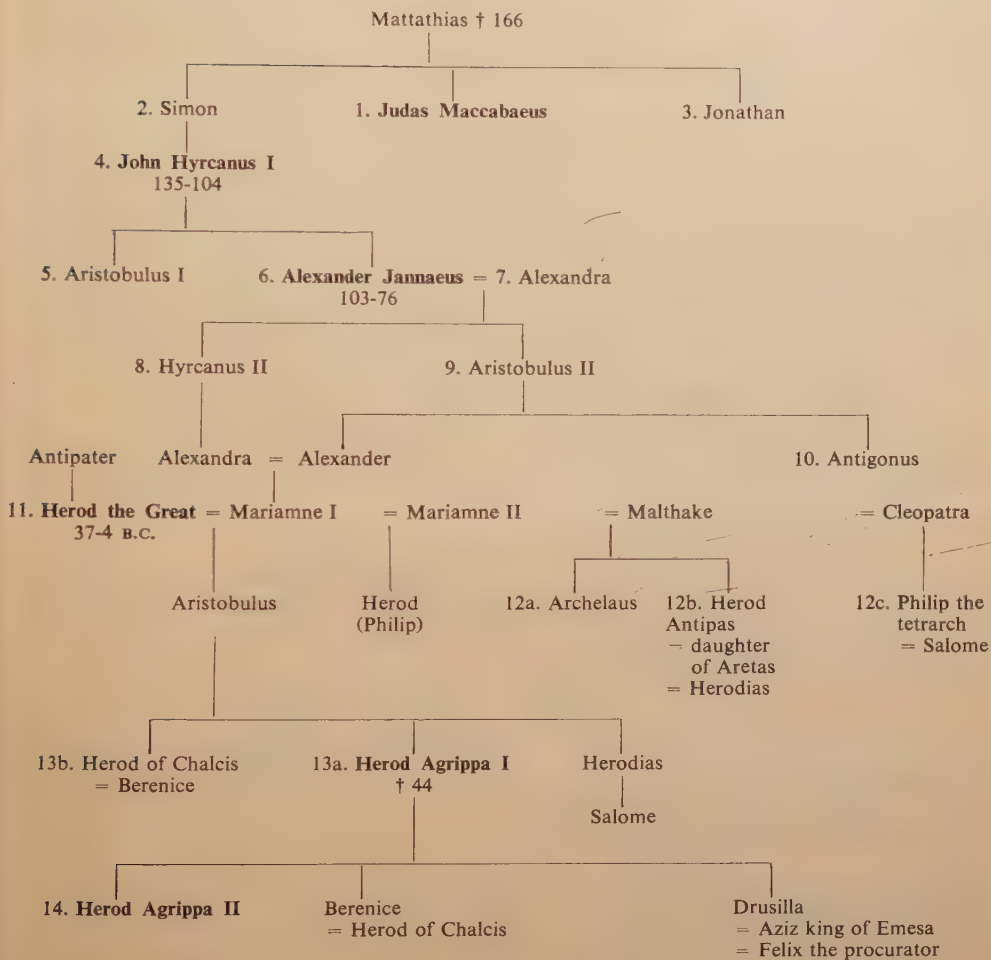 Mattathias † 166
2. Simon 1. Judas Maccabaeus 3. Jonathan
4. John Hyrcanus I
135-104
5. Aristobulus I 6. Alexander Jannaeus = 7. Alexandra
103-76
8. Hyrcanus II 9. Aristobulus II
Antipater Alexandra = Alexander 10. Antigonus
11. Herod the Great = Mariamne I = Mariamne II = Malthake = Cleopatra
37-4 B.C.
Aristobulus Herod 12a. Archelaus 12b. Herod 12c. Philip the
(Philip) Antipas tetrarch
= daughter = Salome
of Aretas
= Herodias
13b. Herod of Chalcis 13a. Herod Agrippa I Herodias
= Berenice † 44
Salome
14. Herod Agrippa II Berenice Drusilla
= Herod of Chalcis = Aziz king of Emesa
= Felix the procurator